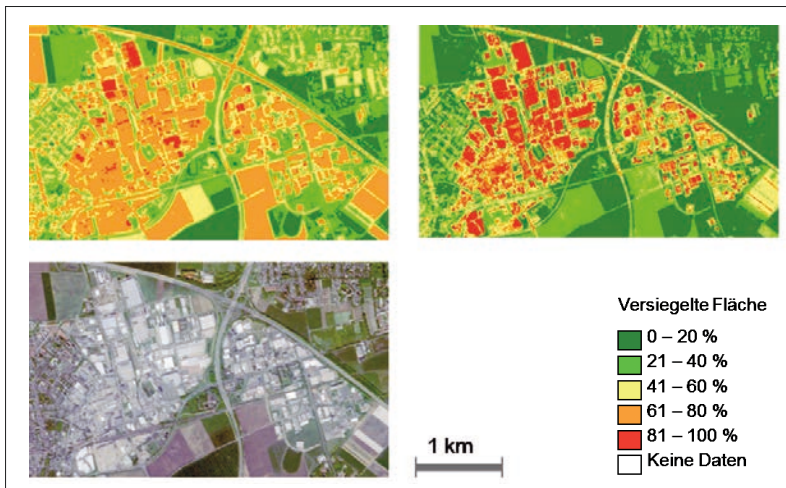 Versiegelte Fläche
0 – 20 %
21 – 40 %
41 – 60 %
61 – 80 %
81 – 100 %
Keine Daten
1 km